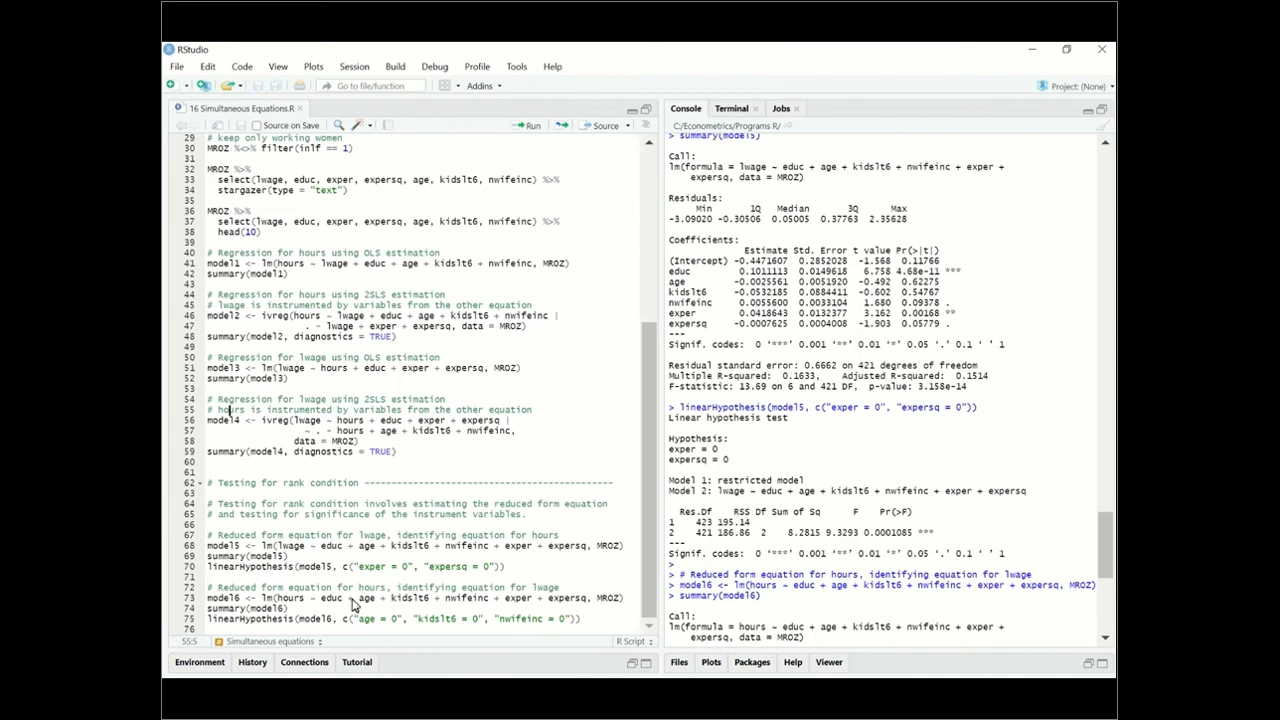 RStudio
File Edit Code View Plots Session Build Debug Profile Tools Help
Go to file/function Addins Project: (None)
16 Simultaneous Equations.R
Source on Save Run Source
29 # keep only working women
30 MROZ %<>% filter(inlf == 1)
31
32 MROZ %>%
33 select(lwage, educ, exper, expersq, age, kidslt6, nwifeinc) %>%
34 stargazer(type = "text")
35
36 MROZ %>%
37 select(lwage, educ, exper, expersq, age, kidslt6, nwifeinc) %>%
38 head(10)
39
40 # Regression for hours using OLS estimation
41 model1 <- lm(hours ~ lwage + educ + age + kidslt6 + nwifeinc, MROZ)
42 summary(model1)
43
44 # Regression for hours using 2SLS estimation
45 # lwage is instrumented by variables from the other equation
46 model2 <- ivreg(hours ~ lwage + educ + age + kidslt6 + nwifeinc |
47 . - lwage + exper + expersq, data = MROZ)
48 summary(model2, diagnostics = TRUE)
49
50 # Regression for lwage using OLS estimation
51 model3 <- lm(lwage ~ hours + educ + exper + expersq, MROZ)
52 summary(model3)
53
54 # Regression for lwage using 2SLS estimation
55 # hours is instrumented by variables from the other equation
56 model4 <- ivreg(lwage ~ hours + educ + exper + expersq |
57 ~ . - hours + age + kidslt6 + nwifeinc,
58 data = MROZ)
59 summary(model4, diagnostics = TRUE)
60
61
62 # Testing for rank condition --------------------------------------------
63
64 # Testing for rank condition involves estimating the reduced form equation
65 # and testing for significance of the instrument variables.
66
67 # Reduced form equation for lwage, identifying equation for hours
68 model5 <- lm(lwage ~ educ + age + kidslt6 + nwifeinc + exper + expersq, MROZ)
69 summary(model5)
70 linearHypothesis(model5, c("exper = 0", "expersq = 0"))
71
72 # Reduced form equation for hours, identifying equation for lwage
73 model6 <- lm(hours ~ educ + age + kidslt6 + nwifeinc + exper + expersq, MROZ)
74 summary(model6)
75 linearHypothesis(model6, c("age = 0", "kidslt6 = 0", "nwifeinc = 0"))
76
55:5 Simultaneous equations R Script
Environment History Connections Tutorial
Console Terminal Jobs
C:/Econometrics/Programs R/
> summary(model5)
Call:
lm(formula = lwage ~ educ + age + kidslt6 + nwifeinc + exper +
expersq, data = MROZ)
Residuals:
Min 1Q Median 3Q Max
-3.09020 -0.30506 0.05005 0.37763 2.35628
Coefficients:
Estimate Std. Error t value Pr(>|t|)
(Intercept) -0.4471607 0.2852028 -1.568 0.11766
educ 0.1011113 0.0149618 6.758 4.68e-11 ***
age -0.0025561 0.0051920 -0.492 0.62275
kidslt6 -0.0532185 0.0884411 -0.602 0.54767
nwifeinc 0.0055600 0.0033104 1.680 0.09378 .
exper 0.0418643 0.0132377 3.162 0.00168 **
expersq -0.0007625 0.0004008 -1.903 0.05779 .
---
Signif. codes: 0 '***' 0.001 '**' 0.01 '*' 0.05 '.' 0.1 ' ' 1
Residual standard error: 0.6662 on 421 degrees of freedom
Multiple R-squared: 0.1633, Adjusted R-squared: 0.1514
F-statistic: 13.69 on 6 and 421 DF, p-value: 3.158e-14
> linearHypothesis(model5, c("exper = 0", "expersq = 0"))
Linear hypothesis test
Hypothesis:
exper = 0
expersq = 0
Model 1: restricted model
Model 2: lwage ~ educ + age + kidslt6 + nwifeinc + exper + expersq
Res.Df RSS Df Sum of Sq F Pr(>F)
1 423 195.14
2 421 186.86 2 8.2815 9.3293 0.0001085 ***
---
Signif. codes: 0 '***' 0.001 '**' 0.01 '*' 0.05 '.' 0.1 ' ' 1
>
> # Reduced form equation for hours, identifying equation for lwage
> model6 <- lm(hours ~ educ + age + kidslt6 + nwifeinc + exper + expersq, MROZ)
> summary(model6)
Call:
lm(formula = hours ~ educ + age + kidslt6 + nwifeinc + exper +
expersq, data = MROZ)
Files Plots Packages Help Viewer